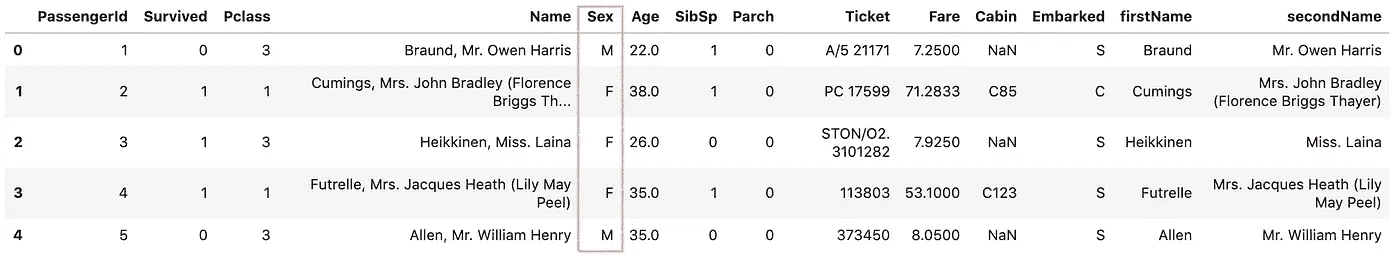 PassengerId Survived Pclass Name Sex Age SibSp Parch Ticket Fare Cabin Embarked firstName secondName
0 1 0 3 Braund, Mr. Owen Harris M 22.0 1 0 A/5 21171 7.2500 NaN S Braund Mr. Owen Harris
1 2 1 1 Cumings, Mrs. John Bradley (Florence Briggs Th... F 38.0 1 0 PC 17599 71.2833 C85 C Cumings Mrs. John Bradley (Florence Briggs Thayer)
2 3 1 3 Heikkinen, Miss. Laina F 26.0 0 0 STON/O2. 3101282 7.9250 NaN S Heikkinen Miss. Laina
3 4 1 1 Futrelle, Mrs. Jacques Heath (Lily May Peel) F 35.0 1 0 113803 53.1000 C123 S Futrelle Mrs. Jacques Heath (Lily May Peel)
4 5 0 3 Allen, Mr. William Henry M 35.0 0 0 373450 8.0500 NaN S Allen Mr. William Henry